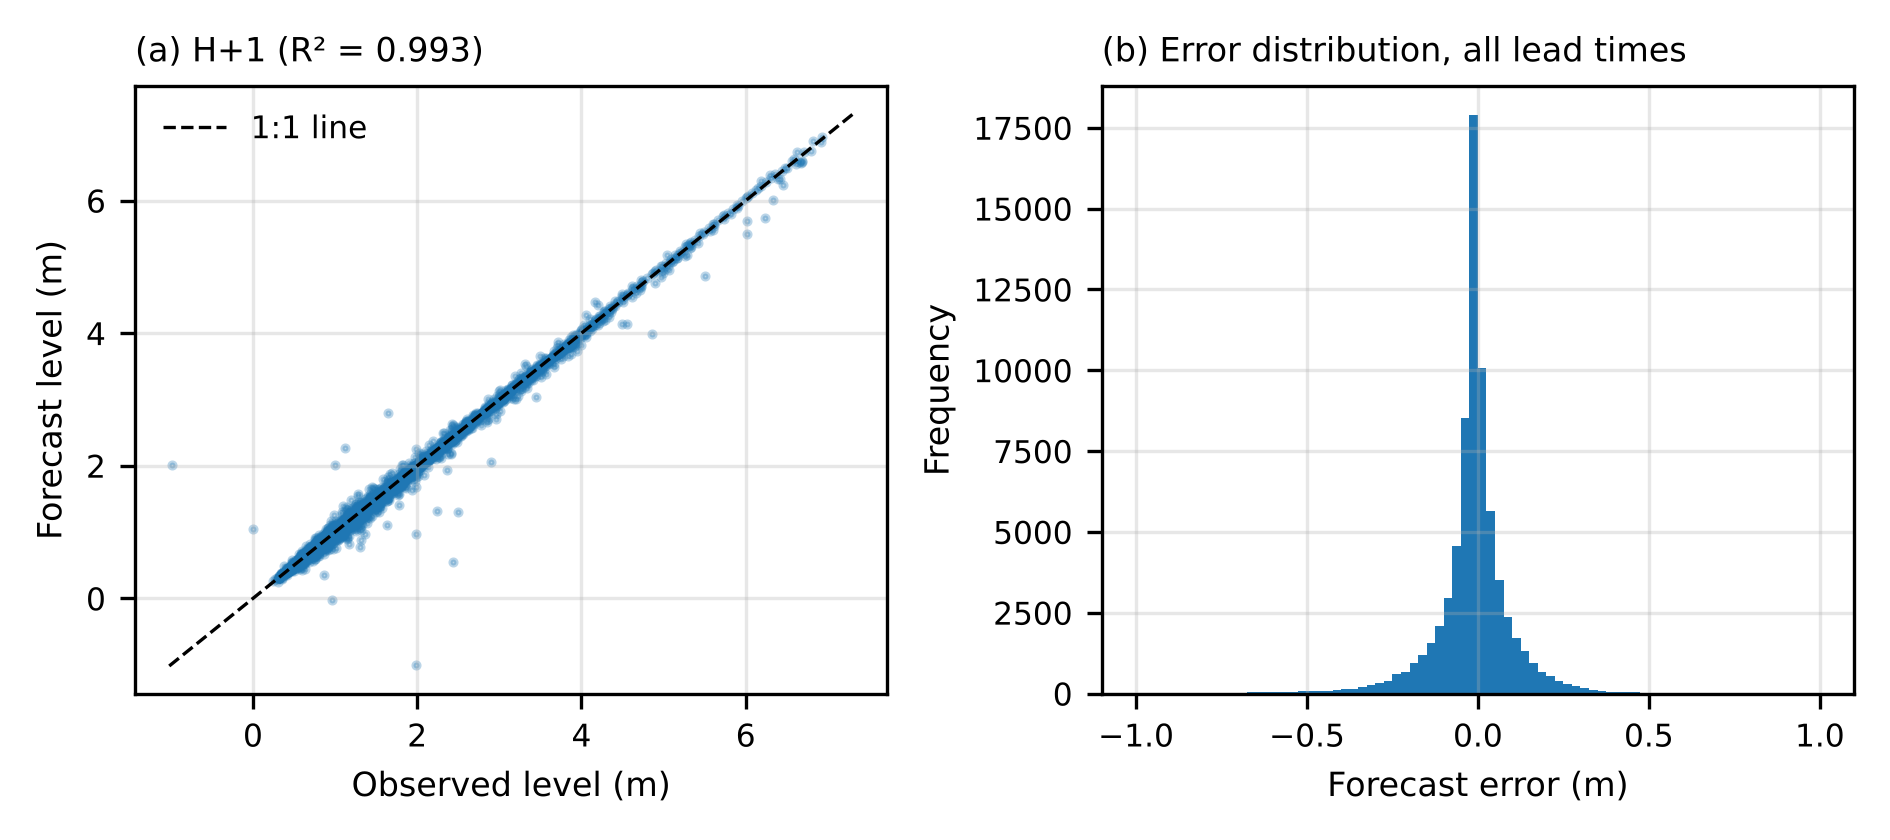 (a) H+1 (R² = 0.993)
1:1 line
6
4
2
0
Forecast level (m)
0 2 4 6
Observed level (m)
(b) Error distribution, all lead times
17500
15000
12500
10000
7500
5000
2500
0
Frequency
−1.0 −0.5 0.0 0.5 1.0
Forecast error (m)